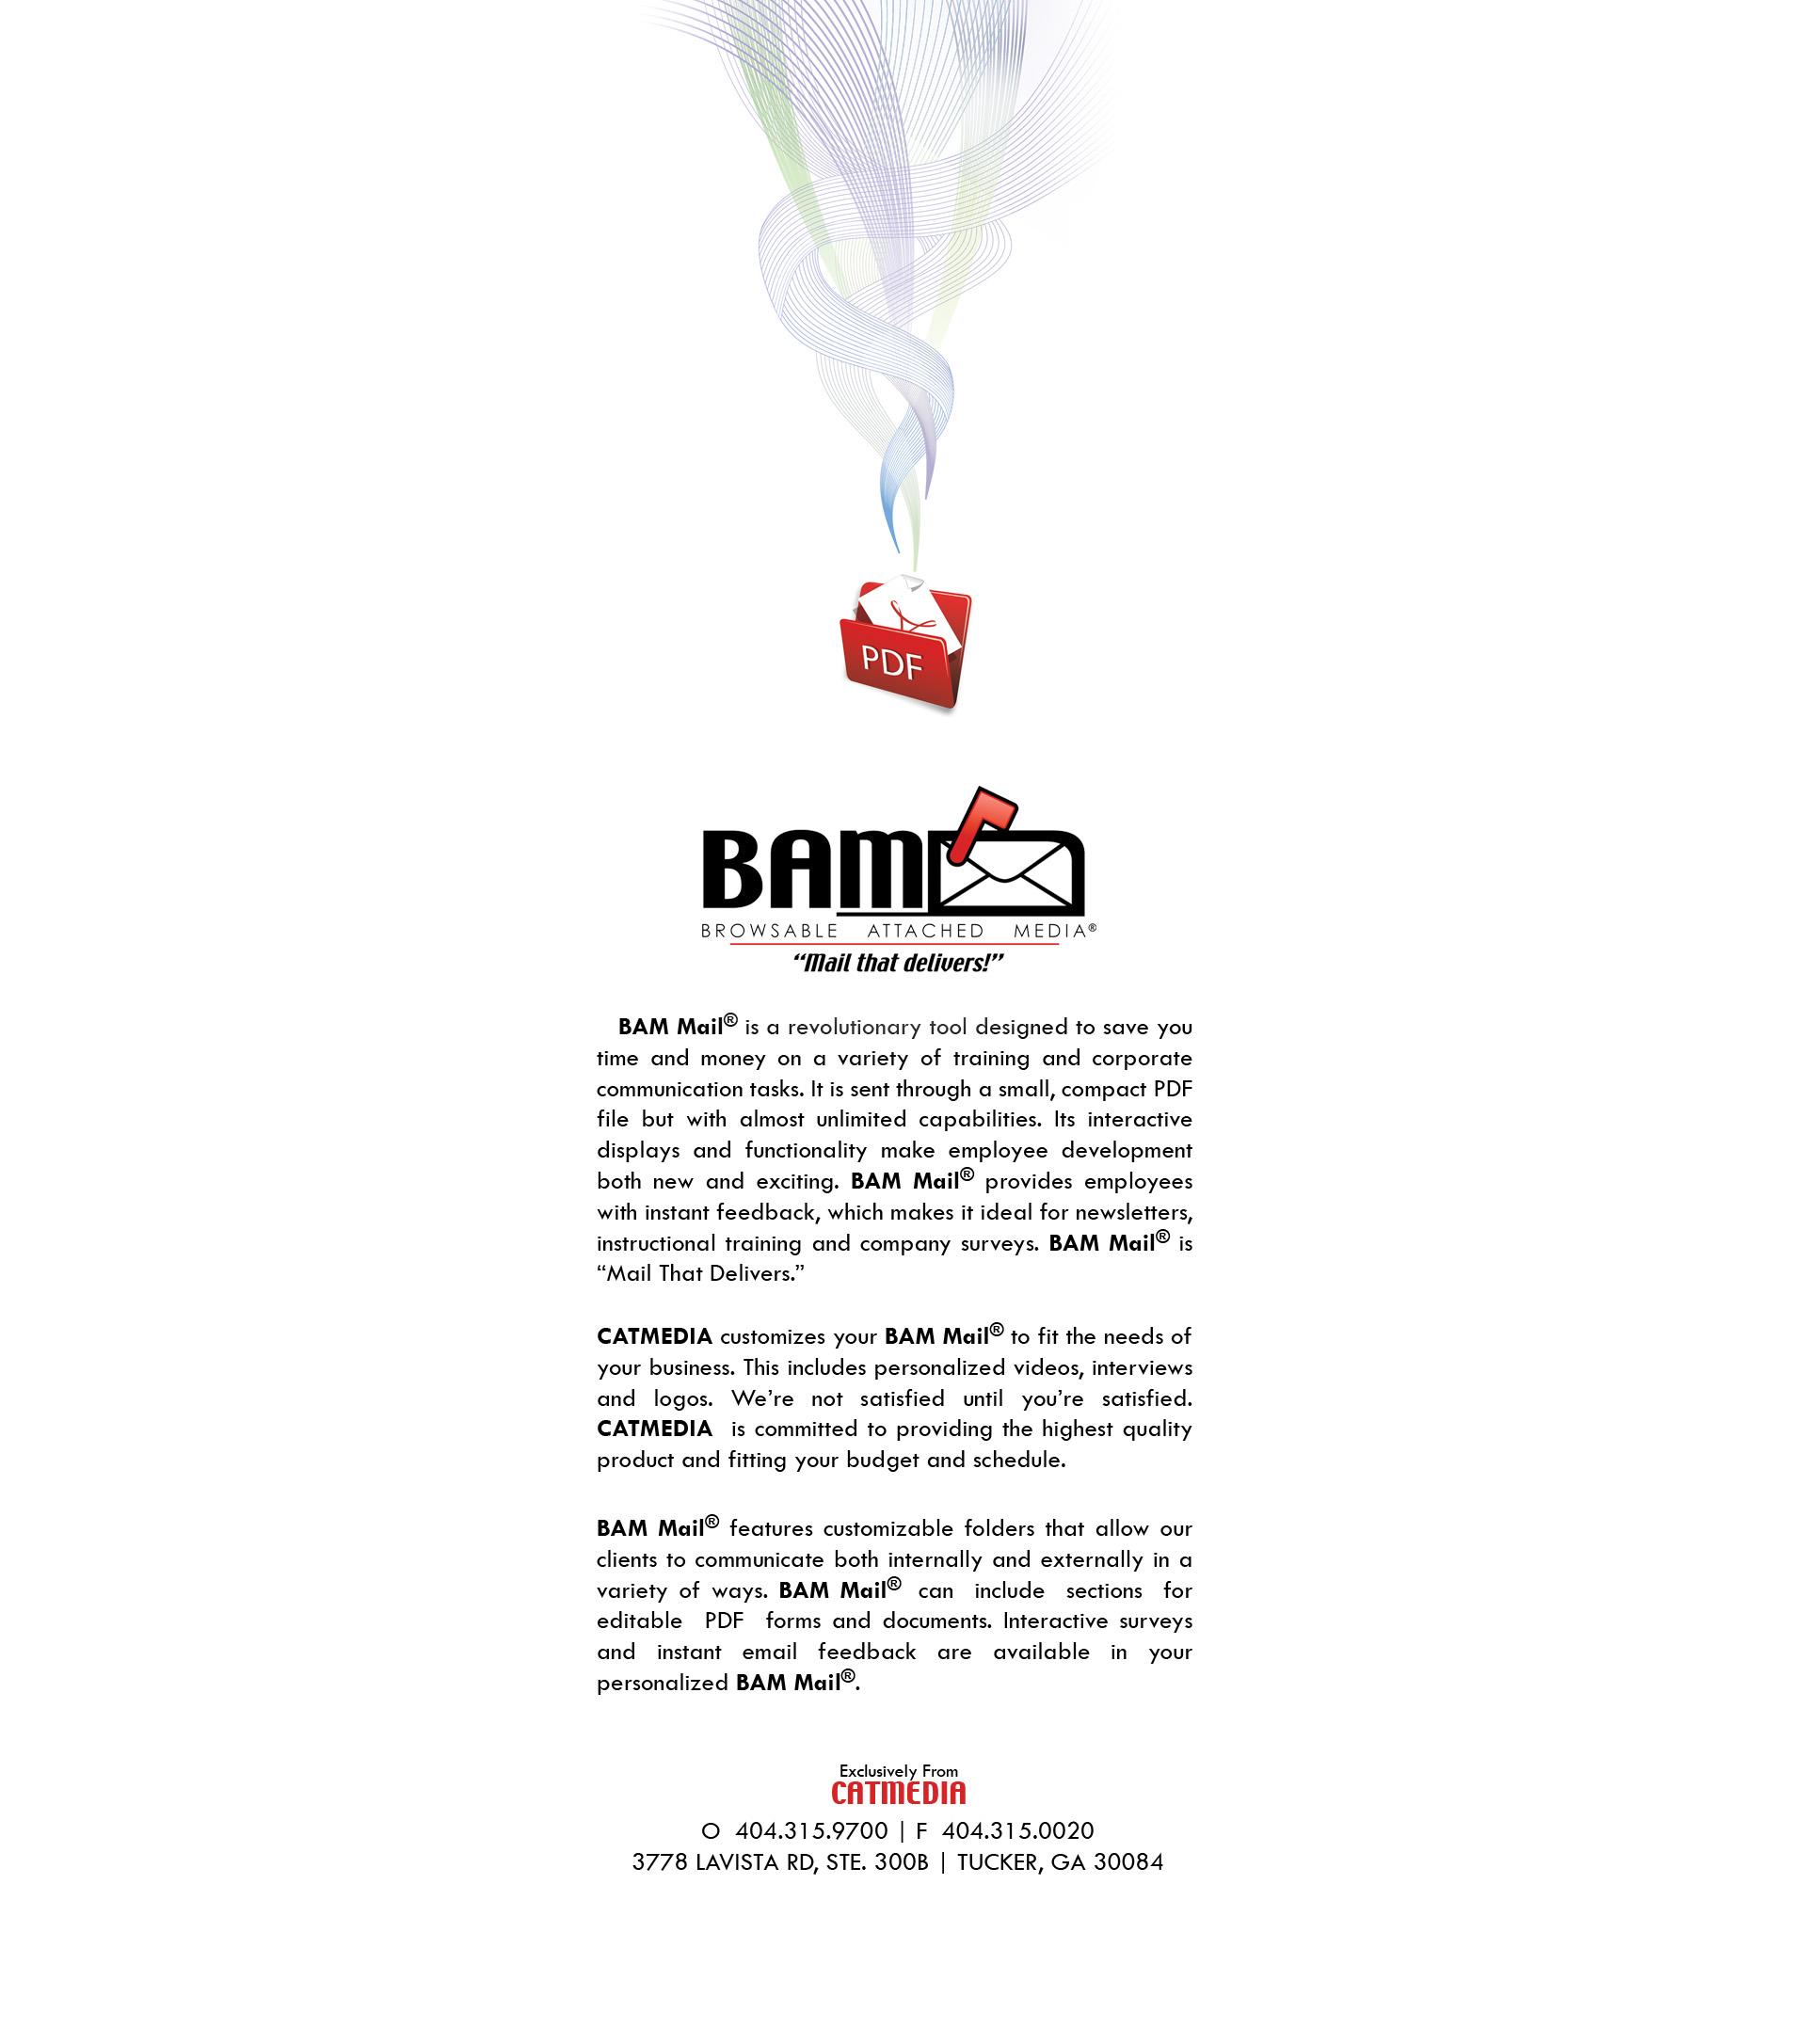 PDF
BAM
BROWSABLE ATTACHED MEDIA®
“Mail that delivers!”
BAM Mail® is a revolutionary tool designed to save you
time and money on a variety of training and corporate
communication tasks. It is sent through a small, compact PDF
file but with almost unlimited capabilities. Its interactive
displays and functionality make employee development
both new and exciting. BAM Mail® provides employees
with instant feedback, which makes it ideal for newsletters,
instructional training and company surveys. BAM Mail® is
“Mail That Delivers.”
CATMEDIA customizes your BAM Mail® to fit the needs of
your business. This includes personalized videos, interviews
and logos. We’re not satisfied until you’re satisfied.
CATMEDIA is committed to providing the highest quality
product and fitting your budget and schedule.
BAM Mail® features customizable folders that allow our
clients to communicate both internally and externally in a
variety of ways. BAM Mail® can include sections for
editable PDF forms and documents. Interactive surveys
and instant email feedback are available in your
personalized BAM Mail®.
Exclusively From
CATMEDIA
O 404.315.9700 | F 404.315.0020
3778 LAVISTA RD, STE. 300B | TUCKER, GA 30084